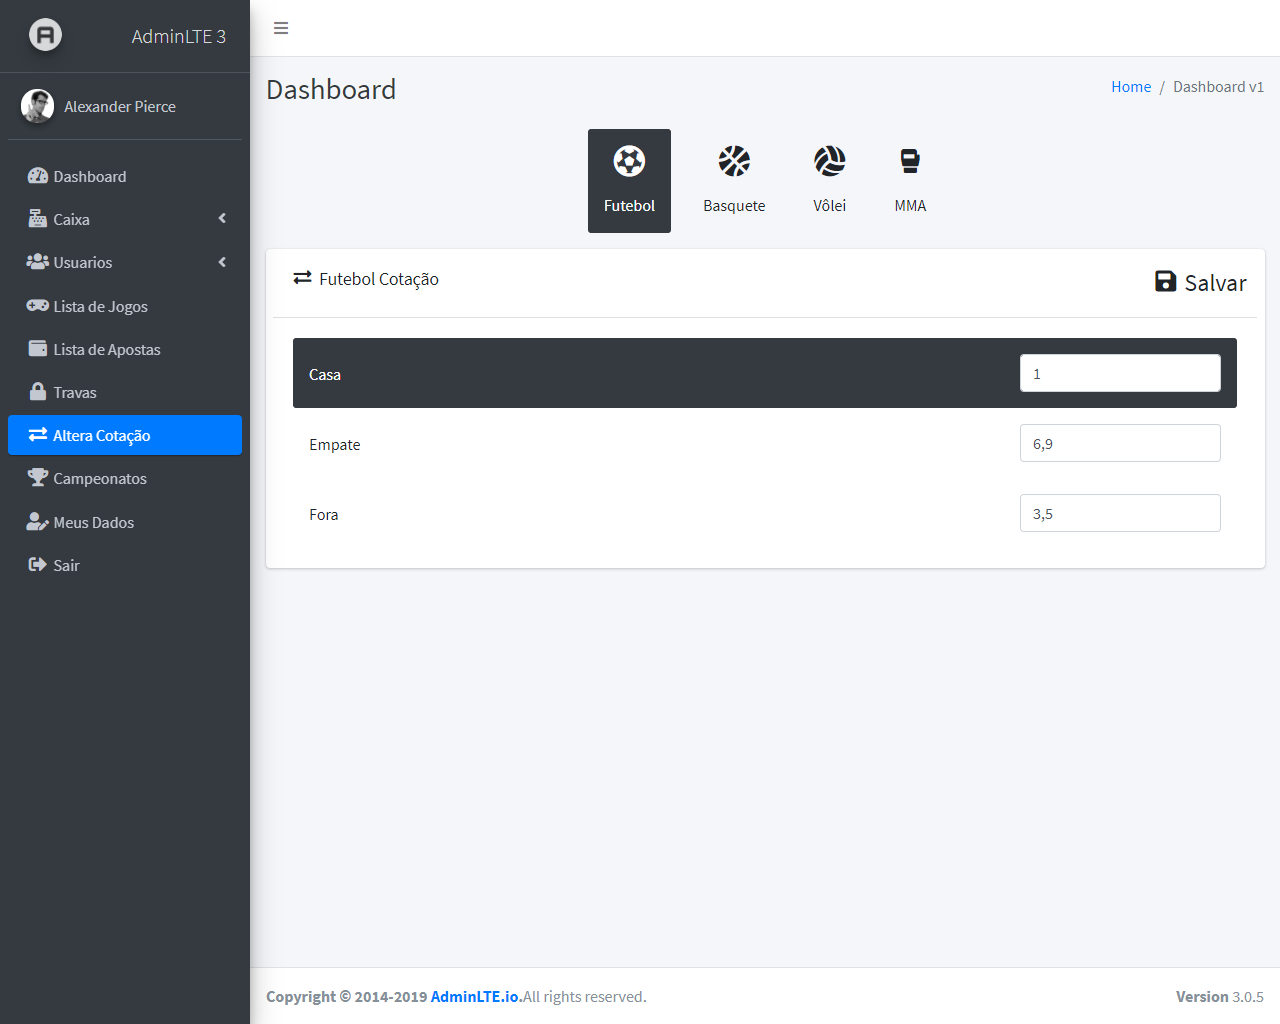 AdminLTE 3
Alexander Pierce
Dashboard
Caixa
Usuarios
Lista de Jogos
Lista de Apostas
Travas
Altera Cotação
Campeonatos
Meus Dados
Sair
Dashboard
Home / Dashboard v1
Futebol
Basquete
Vôlei
MMA
Futebol Cotação
Salvar
Casa 1
Empate 6,9
Fora 3,5
Copyright © 2014-2019 AdminLTE.io.All rights reserved.
Version 3.0.5